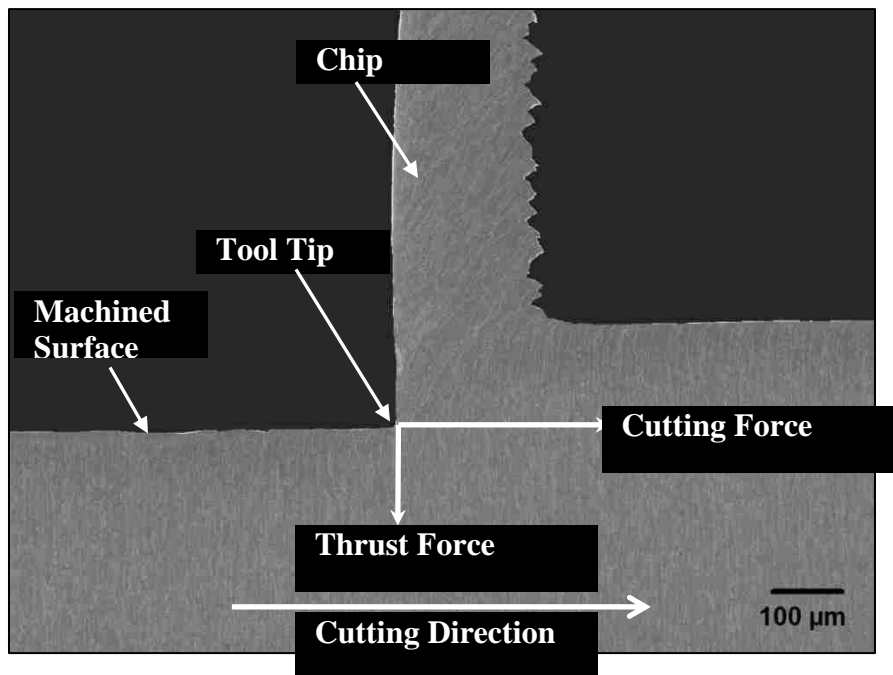 Chip
Tool Tip
Machined
Surface
Cutting Force
Thrust Force
100 µm
Cutting Direction